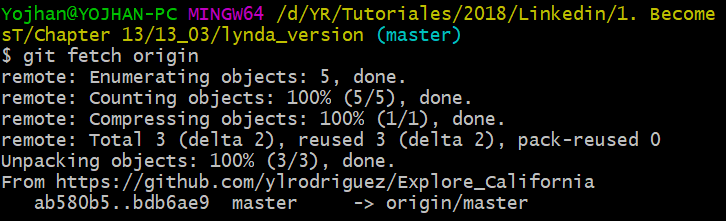 Yojhan@YOJHAN-PC MINGW64 /d/YR/Tutoriales/2018/Linkedin/1. Become
sT/Chapter 13/13_03/lynda_version (master)
$ git fetch origin
remote: Enumerating objects: 5, done.
remote: Counting objects: 100% (5/5), done.
remote: Compressing objects: 100% (1/1), done.
remote: Total 3 (delta 2), reused 3 (delta 2), pack-reused 0
Unpacking objects: 100% (3/3), done.
From https://github.com/ylrodriguez/Explore_California
   ab580b5..bdb6ae9  master     -> origin/master